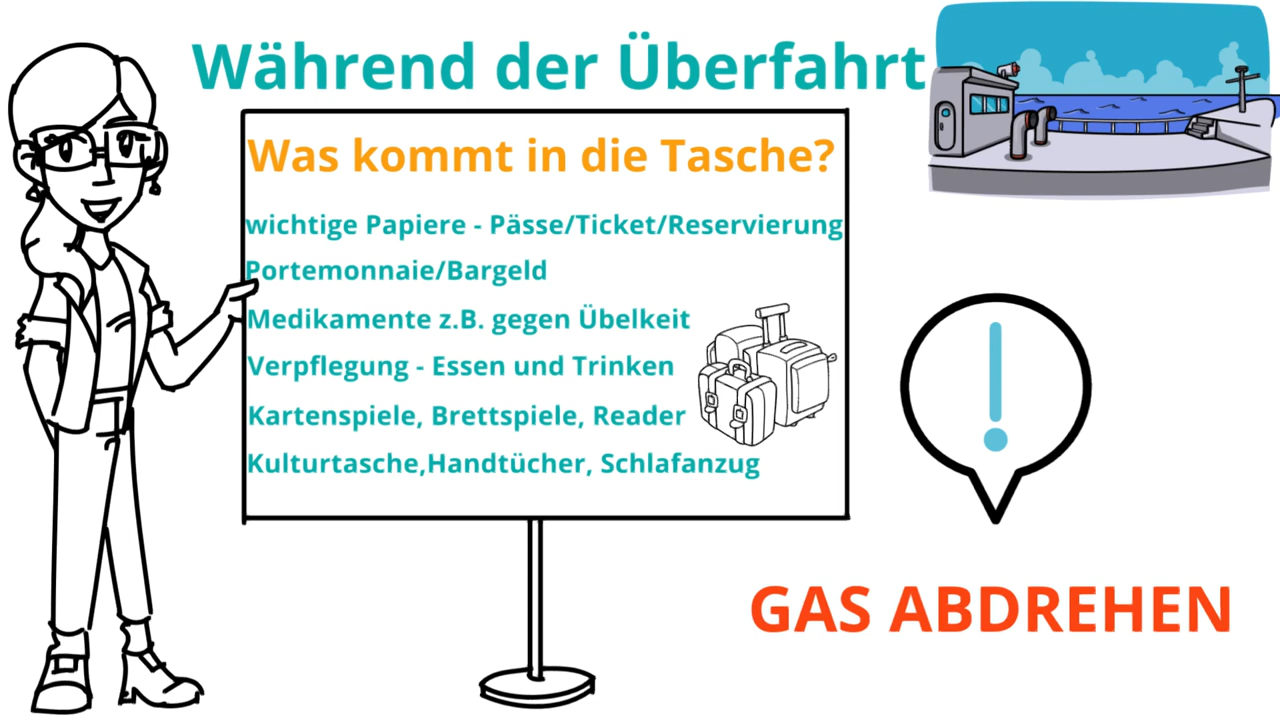 Während der Überfahrt
Was kommt in die Tasche?
wichtige Papiere - Pässe/Ticket/Reservierung
Portemonnaie/Bargeld
Medikamente z.B. gegen Übelkeit
Verpflegung - Essen und Trinken
Kartenspiele, Brettspiele, Reader
Kulturtasche,Handtücher, Schlafanzug
GAS ABDREHEN